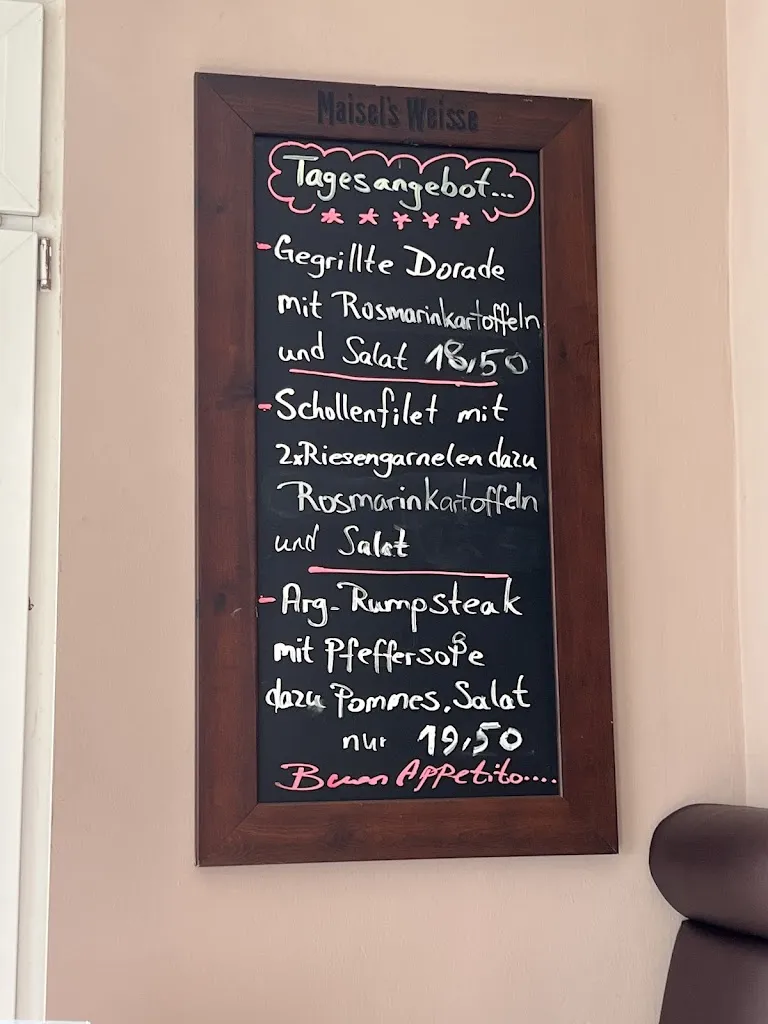 Maisel's Weisse
Tagesangebot...
- Gegrillte Dorade
mit Rosmarinkartoffeln
und Salat 18,50
- Schollenfilet mit
2xRiesengarnelen dazu
Rosmarinkartoffeln
und Salat
- Arg-Rumpsteak
mit Pfeffersoße
dazu Pommes, Salat
nur 19,50
Buon Appetito....